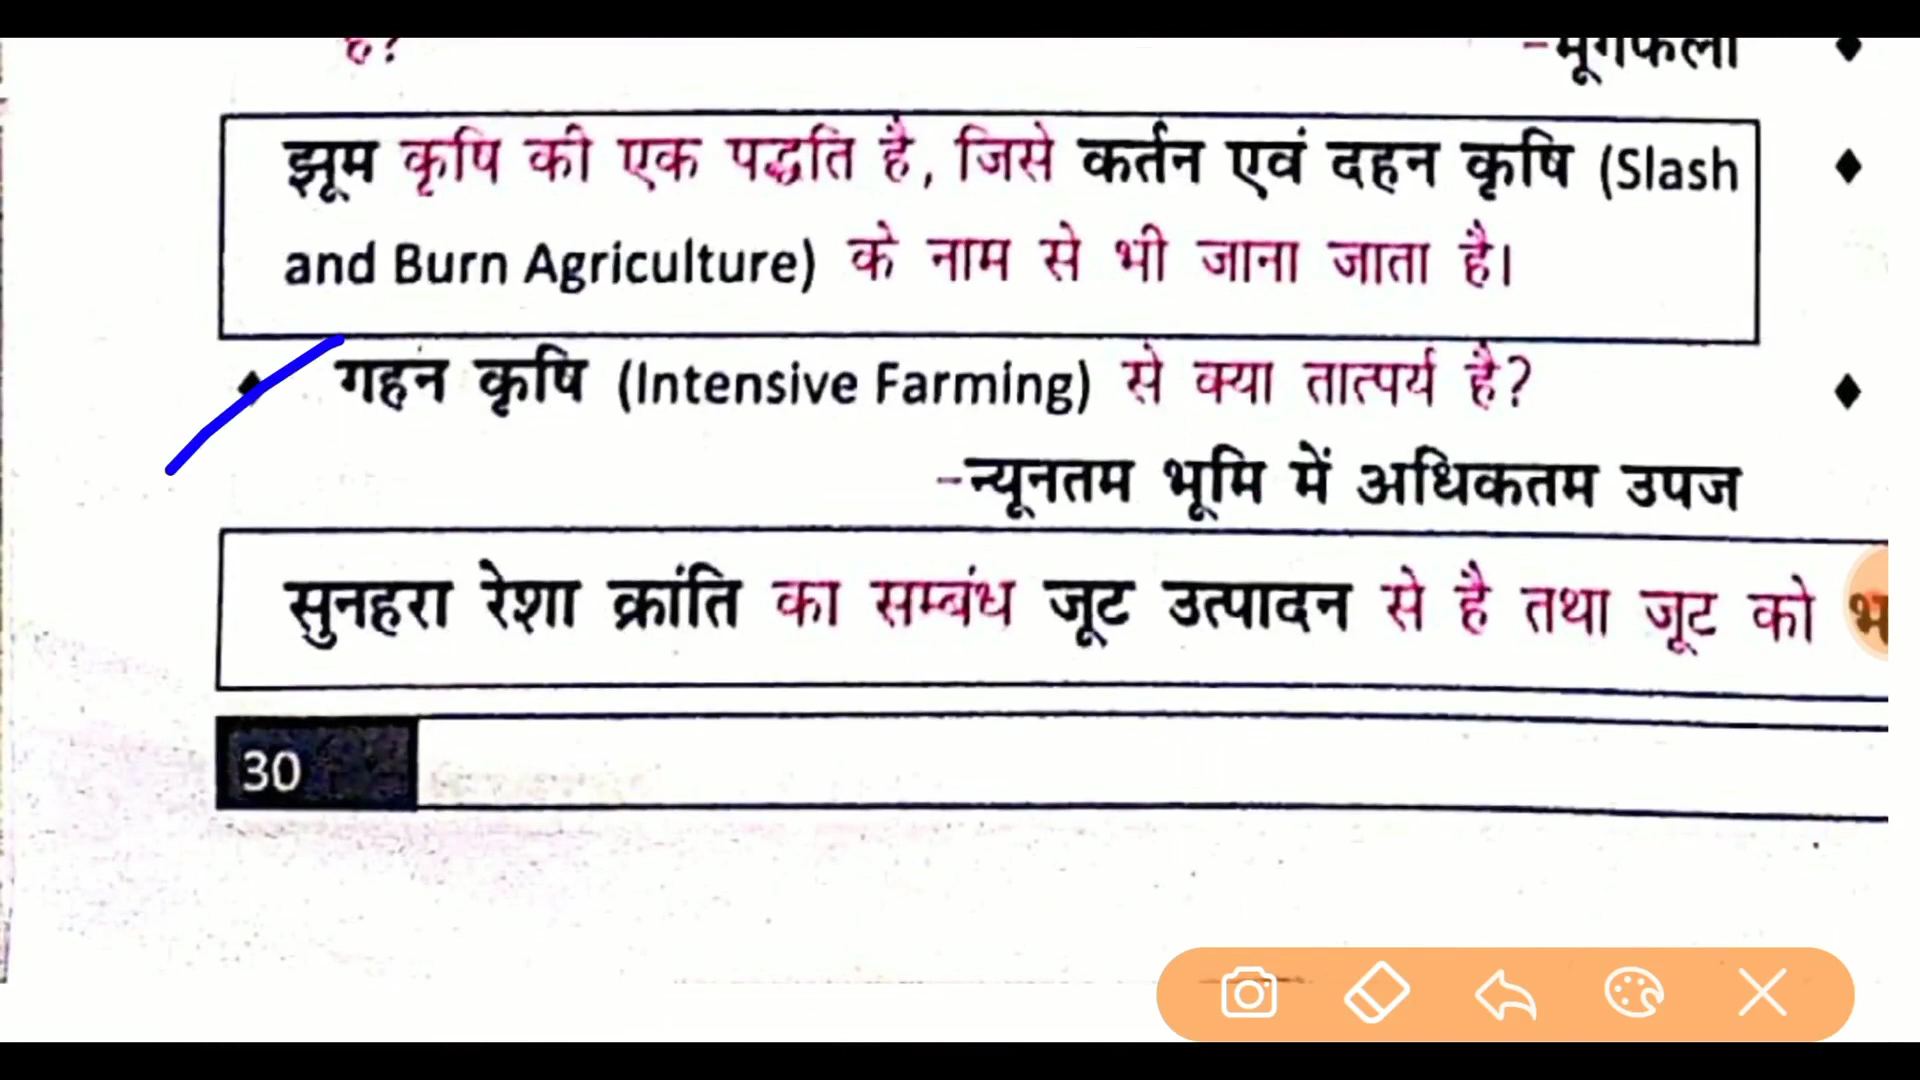 है?
-मूंगफली
झूम कृषि की एक पद्धति है, जिसे कर्तन एवं दहन कृषि (Slash
and Burn Agriculture) के नाम से भी जाना जाता है।
♦ गहन कृषि (Intensive Farming) से क्या तात्पर्य है?
-न्यूनतम भूमि में अधिकतम उपज
सुनहरा रेशा क्रांति का सम्बंध जूट उत्पादन से है तथा जूट को
30